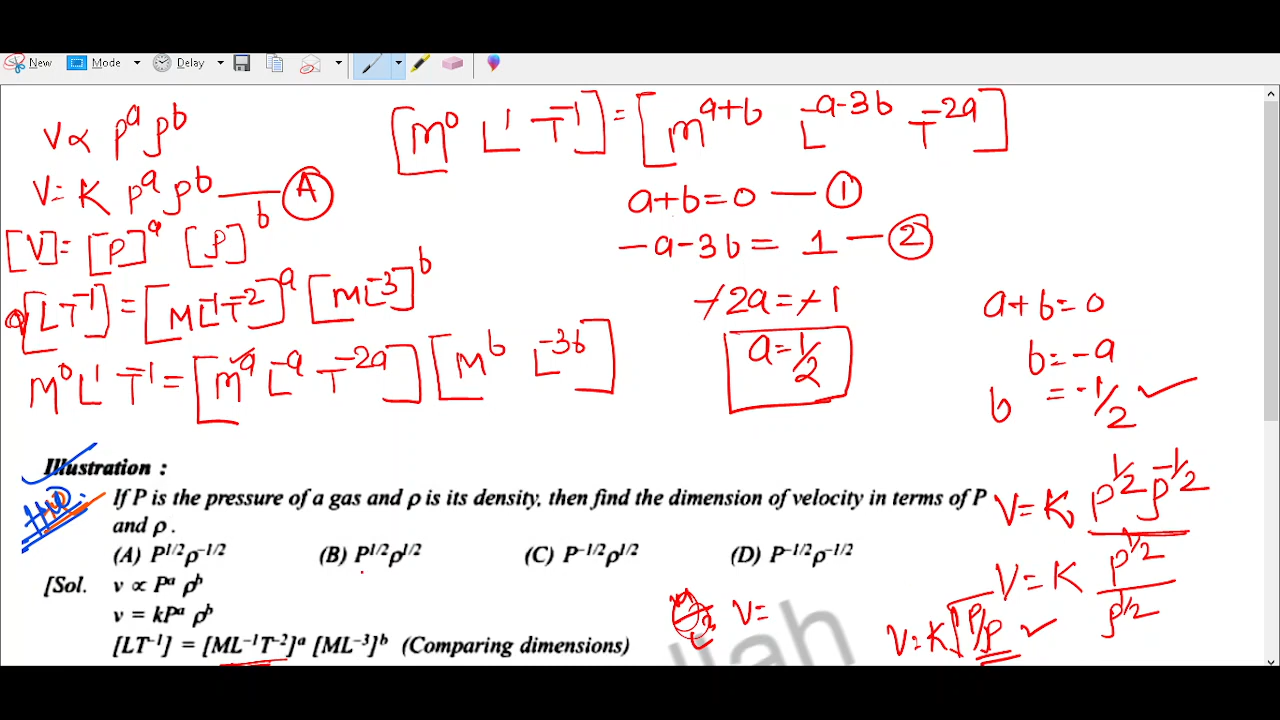 New Mode Delay
V ∝ P^a ρ^b
V = K P^a ρ^b — (A)
[V] = [P]^a [ρ]^b
[LT^-1] = [ML^-1T^-2]^a [ML^-3]^b
M^0 L^1 T^-1 = [M^a L^-a T^-2a] [M^b L^-3b]
[M^0 L^1 T^-1] = [M^a+b L^-a-3b T^-2a]
a+b=0 — (1)
-a-3b = 1 — (2)
-2a = -1
a = 1/2
a+b=0
b = -a
b = -1/2 ✓
V = K, P^1/2 ρ^-1/2
V = K P^1/2 / ρ^1/2
V = K √P/ρ ✓
V=
Illustration :
If P is the pressure of a gas and ρ is its density, then find the dimension of velocity in terms of P
and ρ .
(A) P^1/2ρ^-1/2 (B) P^1/2ρ^1/2 (C) P^-1/2ρ^1/2 (D) P^-1/2ρ^-1/2
[Sol. v ∝ P^a ρ^b
v = kP^a ρ^b
[LT^-1] = [ML^-1T^-2]^a [ML^-3]^b (Comparing dimensions)